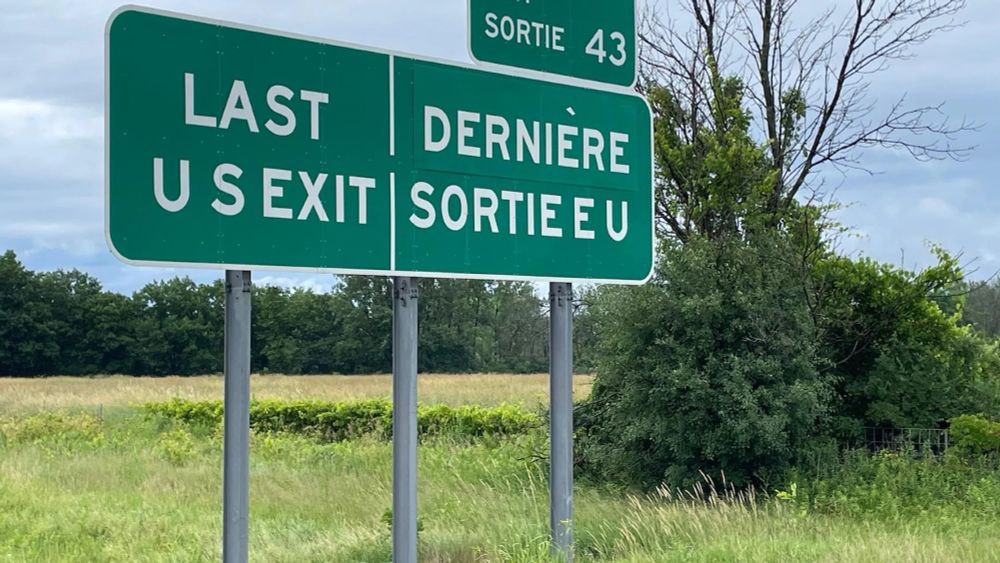 SORTIE 43
LAST
U S EXIT
DERNIÈRE
SORTIE E U